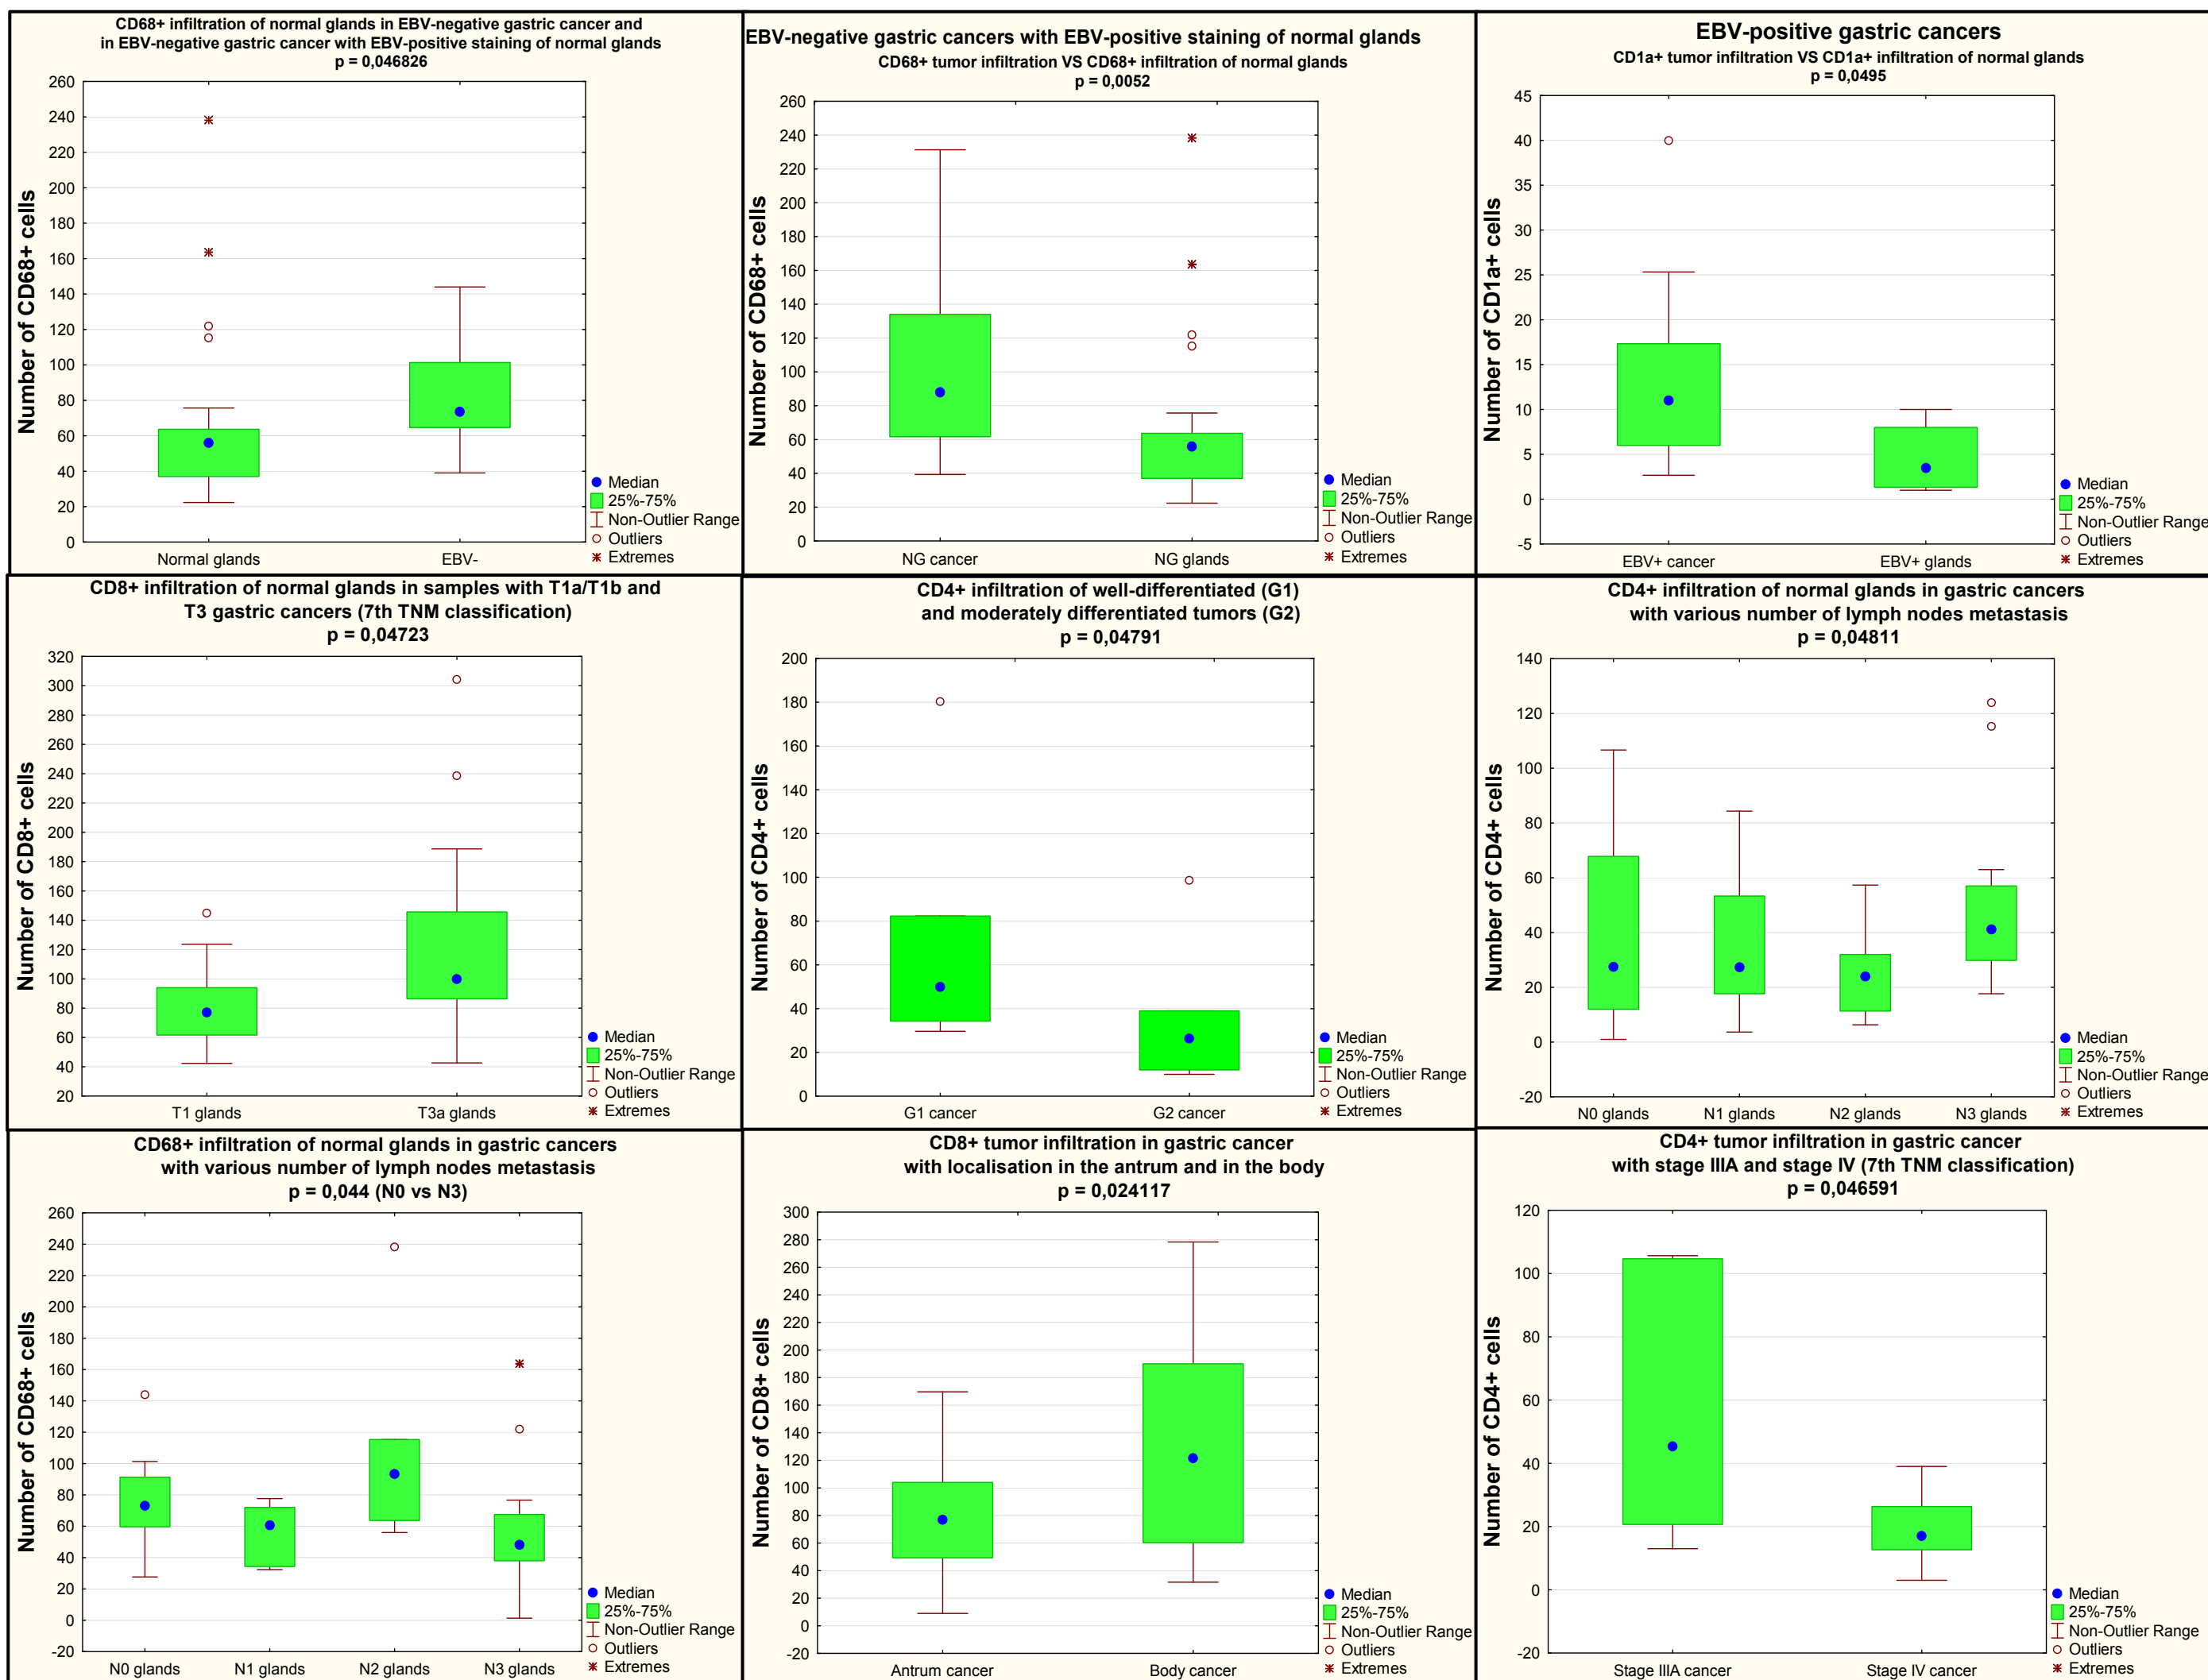 CD68+ infiltration of normal glands in EBV-negative gastric cancer and
in EBV-negative gastric cancer with EBV-positive staining of normal glands
p = 0,046826
Number of CD68+ cells
260
240
220
200
180
160
140
120
100
80
60
40
20
0
Normal glands
EBV-
Median
25%-75%
Non-Outlier Range
Outliers
Extremes
EBV-negative gastric cancers with EBV-positive staining of normal glands
CD68+ tumor infiltration VS CD68+ infiltration of normal glands
p = 0,0052
Number of CD68+ cells
260
240
220
200
180
160
140
120
100
80
60
40
20
0
NG cancer
NG glands
Median
25%-75%
Non-Outlier Range
Outliers
Extremes
EBV-positive gastric cancers
CD1a+ tumor infiltration VS CD1a+ infiltration of normal glands
p = 0,0495
Number of CD1a+ cells
45
40
35
30
25
20
15
10
5
0
-5
EBV+ cancer
EBV+ glands
Median
25%-75%
Non-Outlier Range
Outliers
Extremes
CD8+ infiltration of normal glands in samples with T1a/T1b and
T3 gastric cancers (7th TNM classification)
p = 0,04723
Number of CD8+ cells
320
300
280
260
240
220
200
180
160
140
120
100
80
60
40
20
T1 glands
T3a glands
Median
25%-75%
Non-Outlier Range
Outliers
Extremes
CD4+ infiltration of well-differentiated (G1)
and moderately differentiated tumors (G2)
p = 0,04791
Number of CD4+ cells
200
180
160
140
120
100
80
60
40
20
0
G1 cancer
G2 cancer
Median
25%-75%
Non-Outlier Range
Outliers
Extremes
CD4+ infiltration of normal glands in gastric cancers
with various number of lymph nodes metastasis
p = 0,04811
Number of CD4+ cells
140
120
100
80
60
40
20
0
-20
N0 glands
N1 glands
N2 glands
N3 glands
Median
25%-75%
Non-Outlier Range
Outliers
Extremes
CD68+ infiltration of normal glands in gastric cancers
with various number of lymph nodes metastasis
p = 0,044 (N0 vs N3)
Number of CD68+ cells
260
240
220
200
180
160
140
120
100
80
60
40
20
0
-20
N0 glands
N1 glands
N2 glands
N3 glands
Median
25%-75%
Non-Outlier Range
Outliers
Extremes
CD8+ tumor infiltration in gastric cancer
with localisation in the antrum and in the body
p = 0,024117
Number of CD8+ cells
300
280
260
240
220
200
180
160
140
120
100
80
60
40
20
0
-20
Antrum cancer
Body cancer
Median
25%-75%
Non-Outlier Range
Outliers
Extremes
CD4+ tumor infiltration in gastric cancer
with stage IIIA and stage IV (7th TNM classification)
p = 0,046591
Number of CD4+ cells
120
100
80
60
40
20
0
-20
Stage IIIA cancer
Stage IV cancer
Median
25%-75%
Non-Outlier Range
Outliers
Extremes